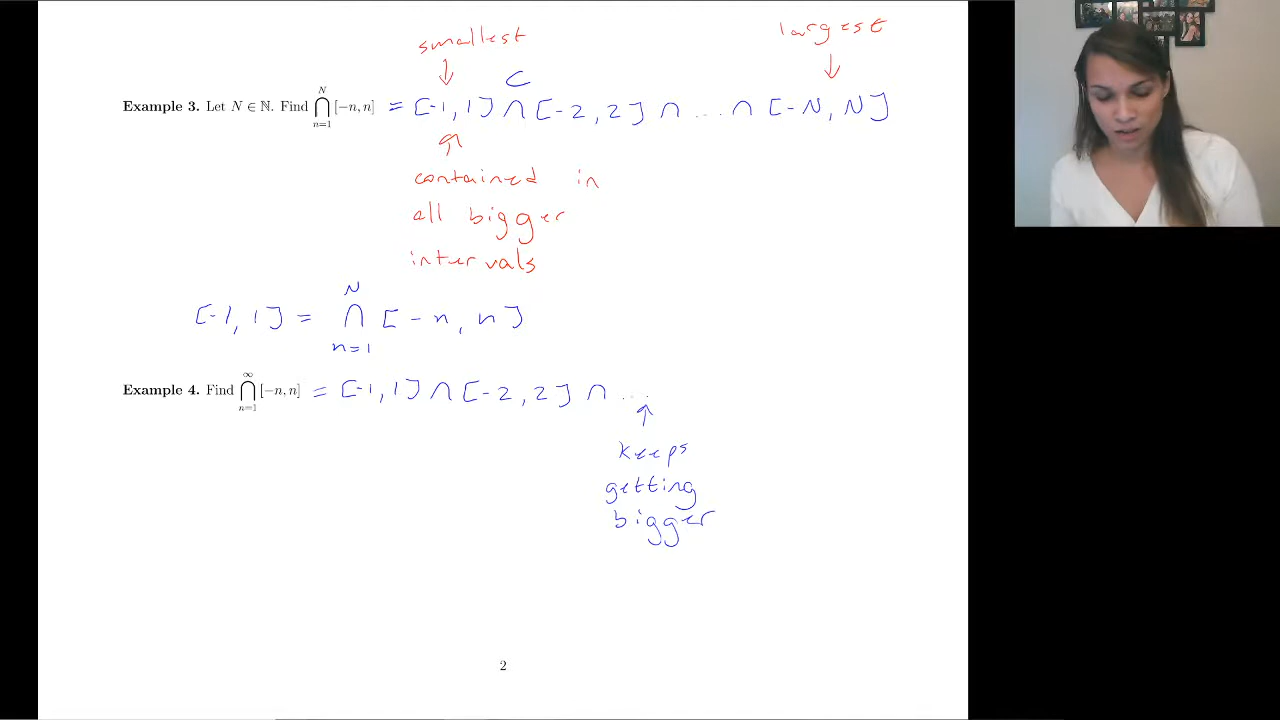 smallest
largest
⊂
Example 3. Let N ∈ ℕ. Find ⋂_{n=1}^{N} [−n, n] = [-1, 1] ∩ [-2, 2] ∩ ... ∩ [-N, N]
contained in
all bigger
intervals
[-1, 1] = ⋂_{n=1}^{N} [-n, n]
Example 4. Find ⋂_{n=1}^{∞} [−n, n] = [-1, 1] ∩ [-2, 2] ∩ ...
keeps
getting
bigger
2